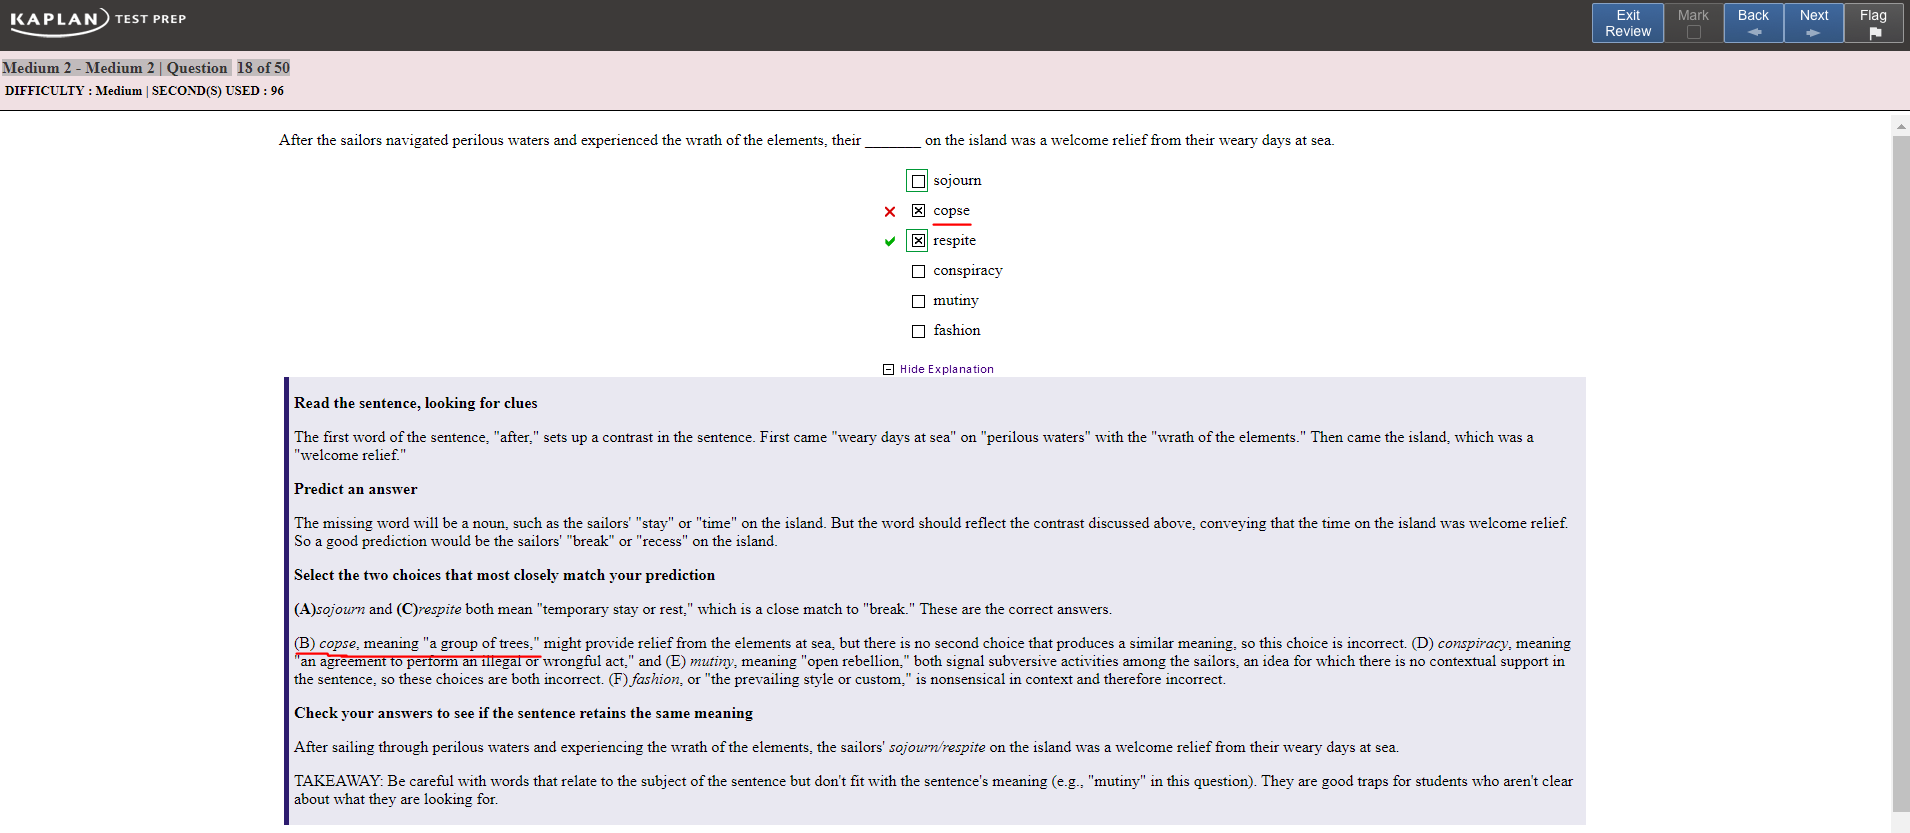 KAPLAN TEST PREP
Exit Review
Mark
Back
Next
Flag
Medium 2 - Medium 2 | Question 18 of 50
DIFFICULTY : Medium | SECOND(S) USED : 96
After the sailors navigated perilous waters and experienced the wrath of the elements, their _______ on the island was a welcome relief from their weary days at sea.
sojourn
copse
respite
conspiracy
mutiny
fashion
Hide Explanation
Read the sentence, looking for clues
The first word of the sentence, "after," sets up a contrast in the sentence. First came "weary days at sea" on "perilous waters" with the "wrath of the elements." Then came the island, which was a
"welcome relief."
Predict an answer
The missing word will be a noun, such as the sailors' "stay" or "time" on the island. But the word should reflect the contrast discussed above, conveying that the time on the island was welcome relief.
So a good prediction would be the sailors' "break" or "recess" on the island.
Select the two choices that most closely match your prediction
(A)sojourn and (C)respite both mean "temporary stay or rest," which is a close match to "break." These are the correct answers.
(B) copse, meaning "a group of trees," might provide relief from the elements at sea, but there is no second choice that produces a similar meaning, so this choice is incorrect. (D) conspiracy, meaning
"an agreement to perform an illegal or wrongful act," and (E) mutiny, meaning "open rebellion," both signal subversive activities among the sailors, an idea for which there is no contextual support in
the sentence, so these choices are both incorrect. (F) fashion, or "the prevailing style or custom," is nonsensical in context and therefore incorrect.
Check your answers to see if the sentence retains the same meaning
After sailing through perilous waters and experiencing the wrath of the elements, the sailors' sojourn/respite on the island was a welcome relief from their weary days at sea.
TAKEAWAY: Be careful with words that relate to the subject of the sentence but don't fit with the sentence's meaning (e.g., "mutiny" in this question). They are good traps for students who aren't clear
about what they are looking for.